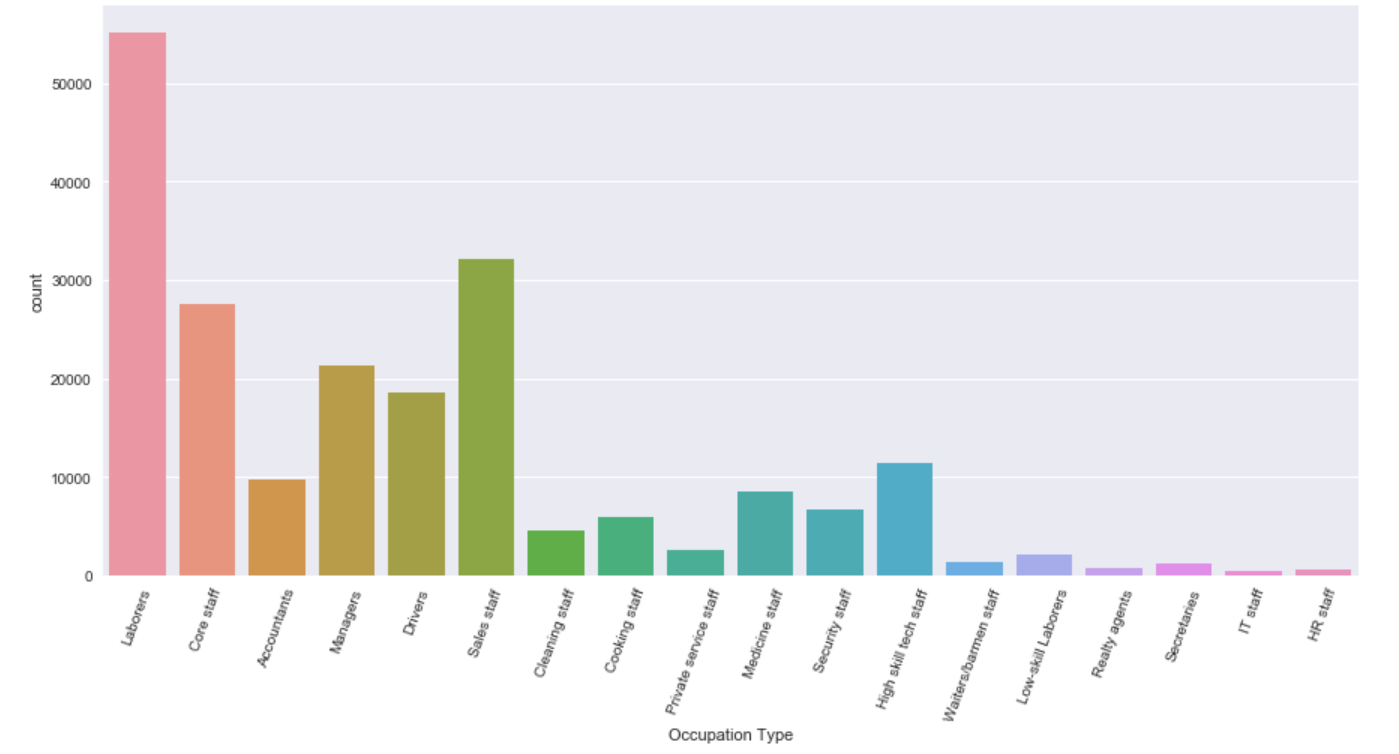 50000
40000
30000
20000
10000
0
count
Laborers
Core staff
Accountants
Managers
Drivers
Sales staff
Cleaning staff
Cooking staff
Private service staff
Medicine staff
Security staff
High skill tech staff
Waiters/barmen staff
Low-skill Laborers
Realty agents
Secretaries
IT staff
HR staff
Occupation Type